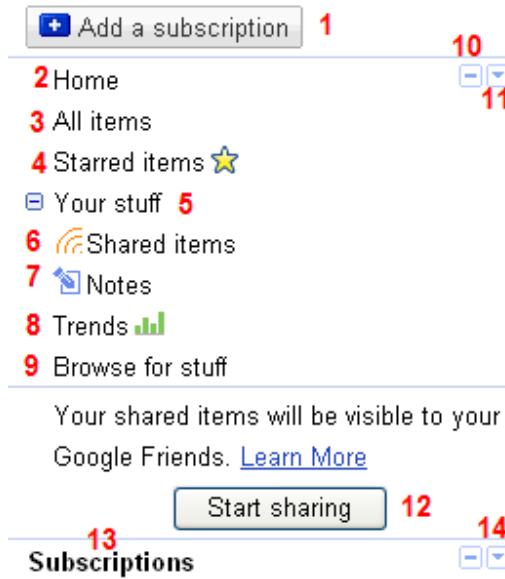 Add a subscription 1
10
2 Home
11
3 All items
4 Starred items
Your stuff 5
6 Shared items
7 Notes
8 Trends
9 Browse for stuff
Your shared items will be visible to your
Google Friends. Learn More
Start sharing 12
13
14
Subscriptions